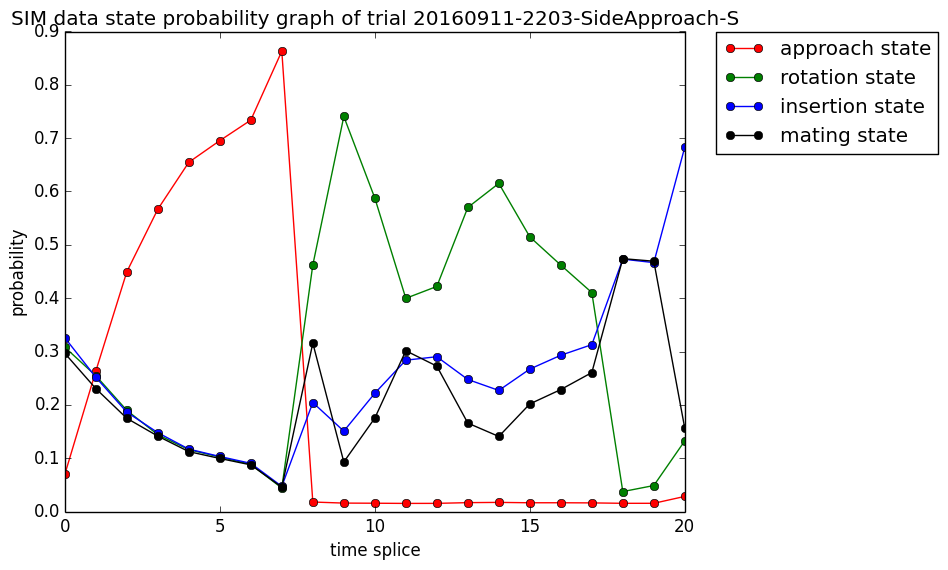 SIM data state probability graph of trial 20160911-2203-SideApproach-S
0.9
0.8
0.7
0.6
0.5
0.4
0.3
0.2
0.1
0.0
probability
0
5
10
15
20
time splice
approach state
rotation state
insertion state
mating state